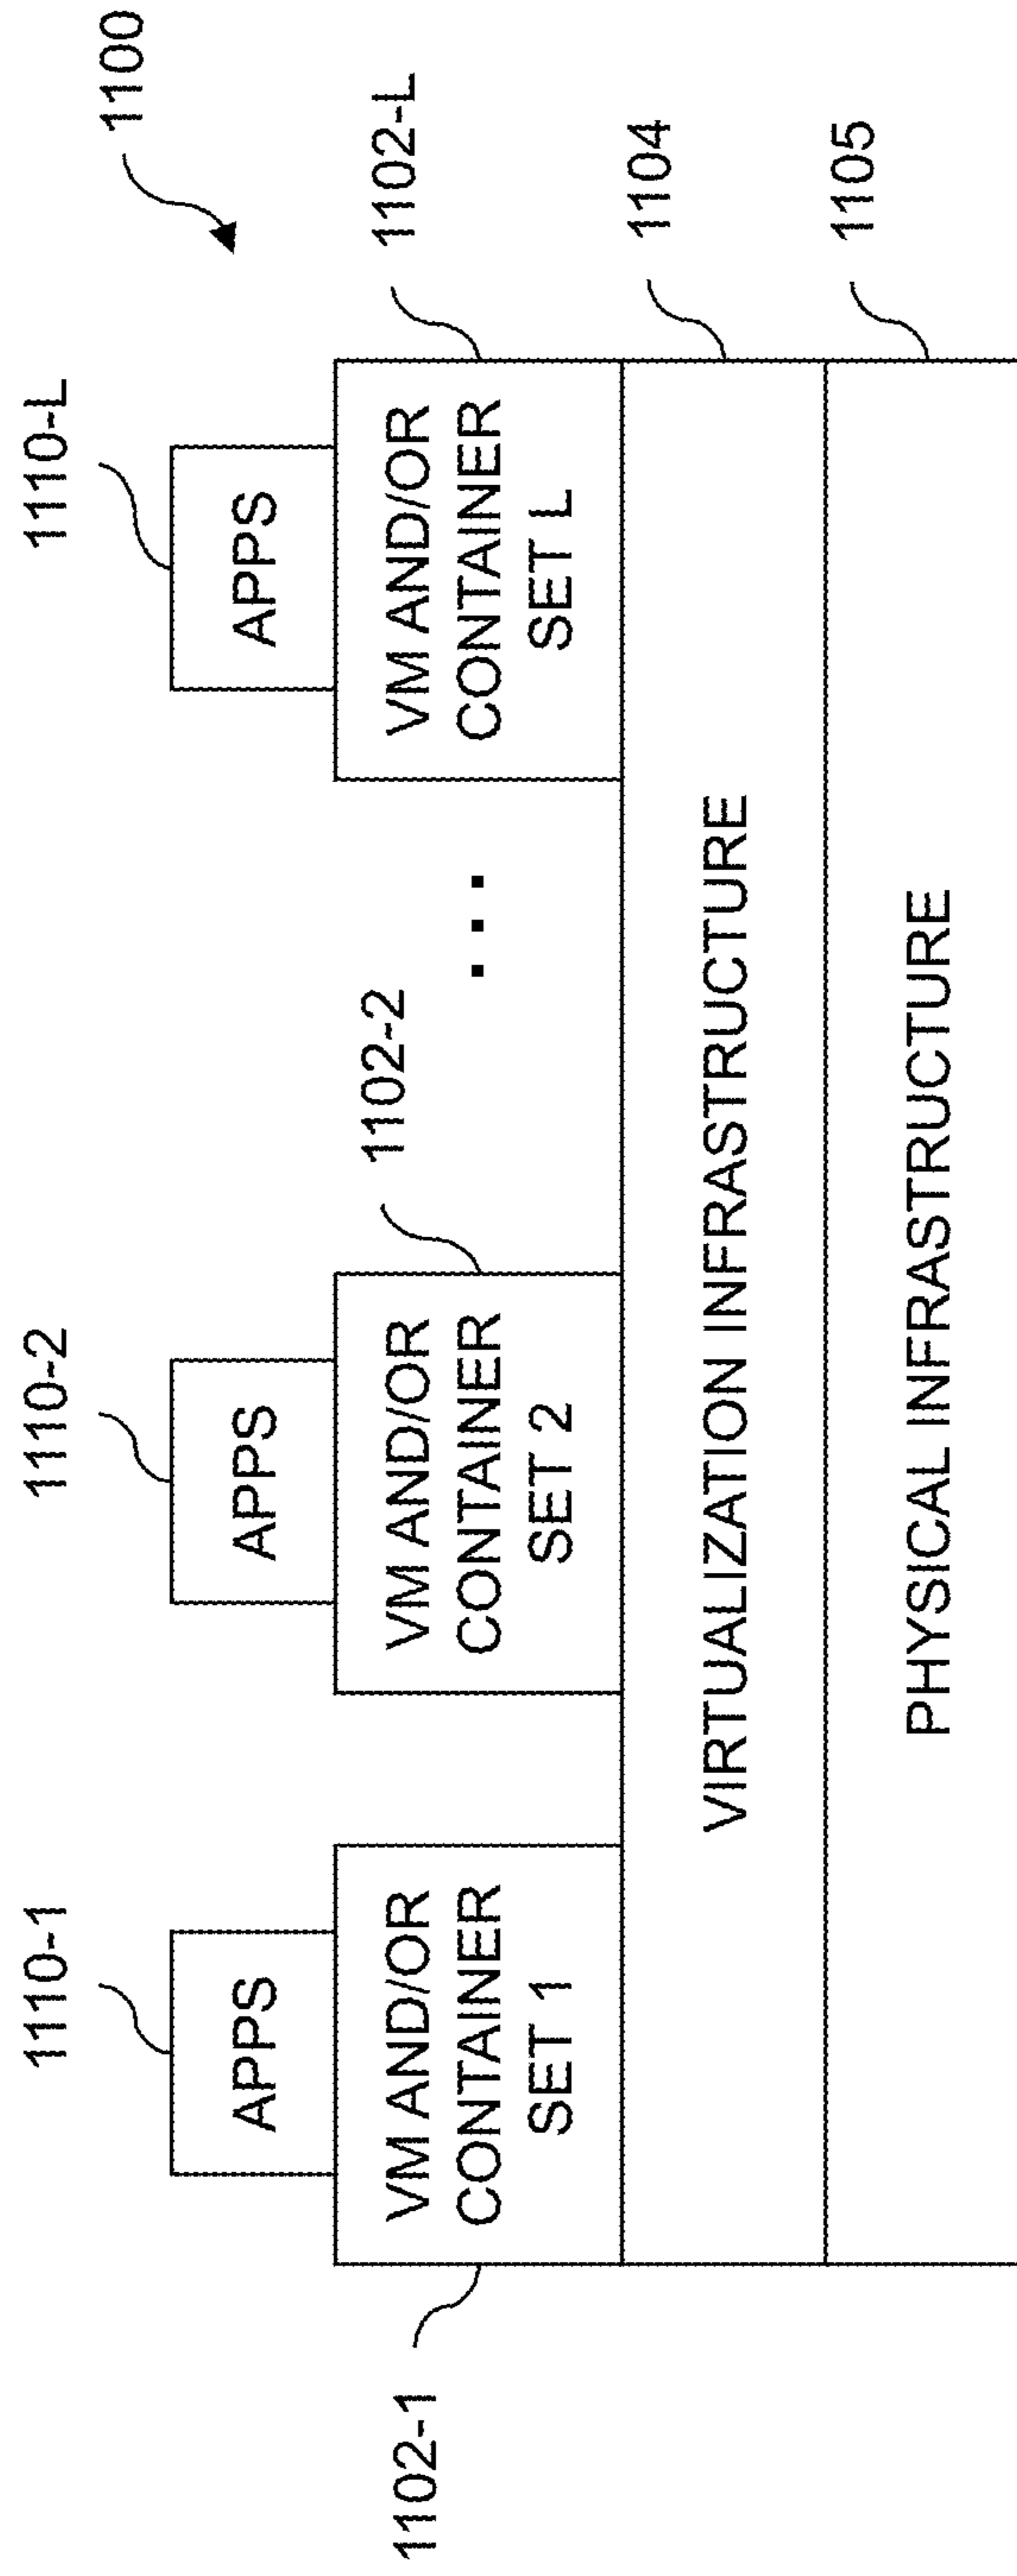 1100
1110-1
1110-2
1110-L
APPS
APPS
APPS
1102-1
VM AND/OR
CONTAINER
SET 1
VM AND/OR
CONTAINER
SET 2
1102-2
. . .
VM AND/OR
CONTAINER
SET L
1102-L
VIRTUALIZATION INFRASTRUCTURE
1104
PHYSICAL INFRASTRUCTURE
1105